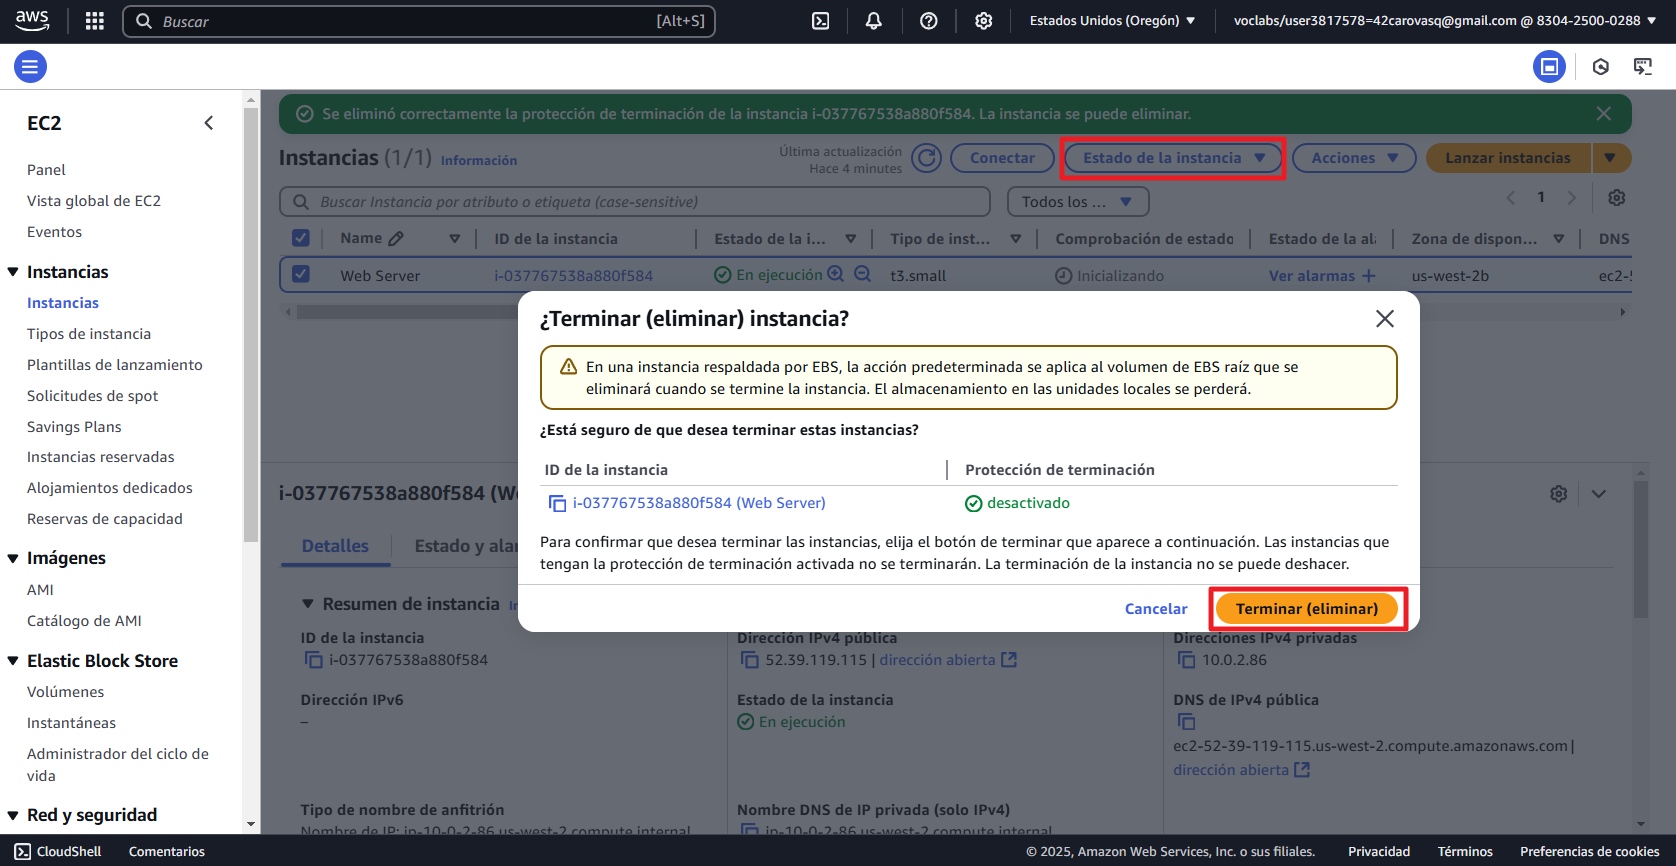 aws
Buscar [Alt+S]
Estados Unidos (Oregón)
voclabs/user3817578=42carovasq@gmail.com @ 8304-2500-0288
EC2
Panel
Vista global de EC2
Eventos
Instancias
Instancias
Tipos de instancia
Plantillas de lanzamiento
Solicitudes de spot
Savings Plans
Instancias reservadas
Alojamientos dedicados
Reservas de capacidad
Imágenes
AMI
Catálogo de AMI
Elastic Block Store
Volúmenes
Instantáneas
Administrador del ciclo de
vida
Red y seguridad
Se eliminó correctamente la protección de terminación de la instancia i-037767538a880f584. La instancia se puede eliminar.
Instancias (1/1) Información
Última actualización
Hace 4 minutes
Conectar
Estado de la instancia
Acciones
Lanzar instancias
Buscar Instancia por atributo o etiqueta (case-sensitive)
Todos los ...
1
Name ID de la instancia Estado de la i... Tipo de inst... Comprobación de estado Estado de la ala Zona de dispon... DNS
Web Server i-037767538a880f584 En ejecución t3.small Inicializando Ver alarmas + us-west-2b ec2-5
¿Terminar (eliminar) instancia?
En una instancia respaldada por EBS, la acción predeterminada se aplica al volumen de EBS raíz que se
eliminará cuando se termine la instancia. El almacenamiento en las unidades locales se perderá.
¿Está seguro de que desea terminar estas instancias?
ID de la instancia Protección de terminación
i-037767538a880f584 (Web Server) desactivado
Para confirmar que desea terminar las instancias, elija el botón de terminar que aparece a continuación. Las instancias que
tengan la protección de terminación activada no se terminarán. La terminación de la instancia no se puede deshacer.
Cancelar Terminar (eliminar)
i-037767538a880f584 (We
Detalles Estado y alar
Resumen de instancia
ID de la instancia
i-037767538a880f584
Dirección IPv4 pública
52.39.119.115 | dirección abierta
Direcciones IPv4 privadas
10.0.2.86
Dirección IPv6
–
Estado de la instancia
En ejecución
DNS de IPv4 pública
ec2-52-39-119-115.us-west-2.compute.amazonaws.com |
dirección abierta
Tipo de nombre de anfitrión
Nombre de IP: ip-10-0-2-86.us-west-2.compute.internal
Nombre DNS de IP privada (solo IPv4)
ip-10-0-2-86.us-west-2.compute.internal
CloudShell Comentarios
© 2025, Amazon Web Services, Inc. o sus filiales. Privacidad Términos Preferencias de cookies